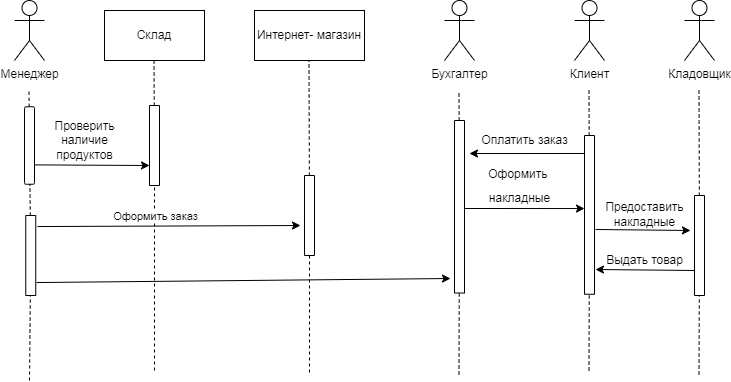 Склад
Интернет- магазин
Менеджер
Бухгалтер
Клиент
Кладовщик
Проверить
наличие
продуктов
Оплатить заказ
Оформить
накладные
Предоставить
накладные
Оформить заказ
Выдать товар